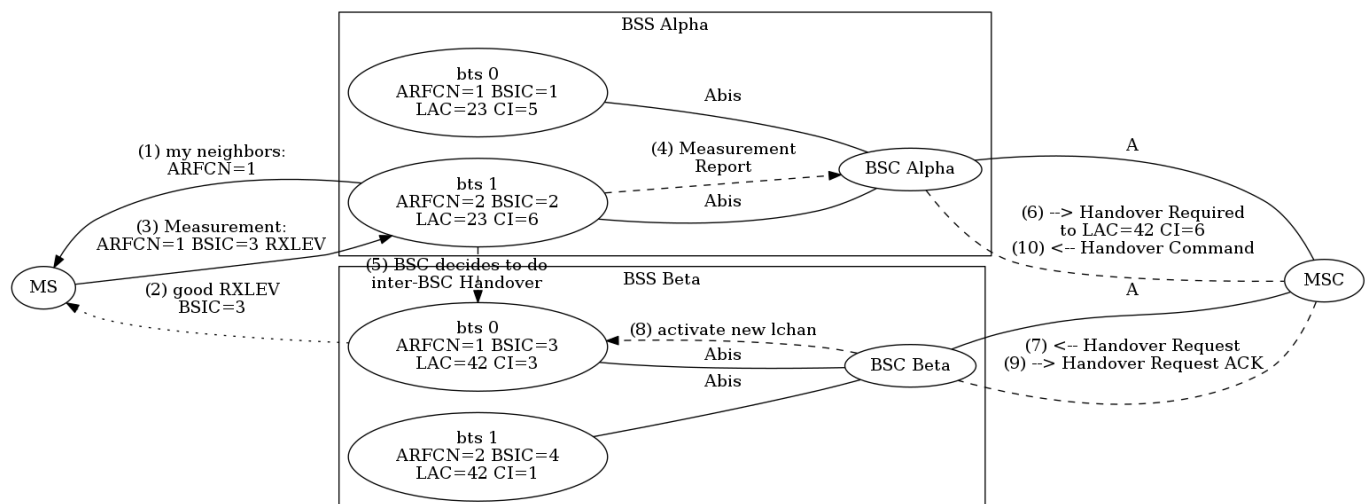 BSS Alpha
bts 0
ARFCN=1 BSIC=1
LAC=23 CI=5
Abis
(1) my neighbors:
ARFCN=1
(4) Measurement
Report
BSC Alpha
A
bts 1
ARFCN=2 BSIC=2
LAC=23 CI=6
Abis
(3) Measurement:
ARFCN=1 BSIC=3 RXLEV
(6) --> Handover Required
to LAC=42 CI=6
(10) <-- Handover Command
(5) BSC decides to do
inter-BSC Handover
BSS Beta
MS
MSC
(2) good RXLEV
BSIC=3
A
bts 0
ARFCN=1 BSIC=3
LAC=42 CI=3
(8) activate new lchan
Abis
(7) <-- Handover Request
(9) --> Handover Request ACK
BSC Beta
Abis
bts 1
ARFCN=2 BSIC=4
LAC=42 CI=1